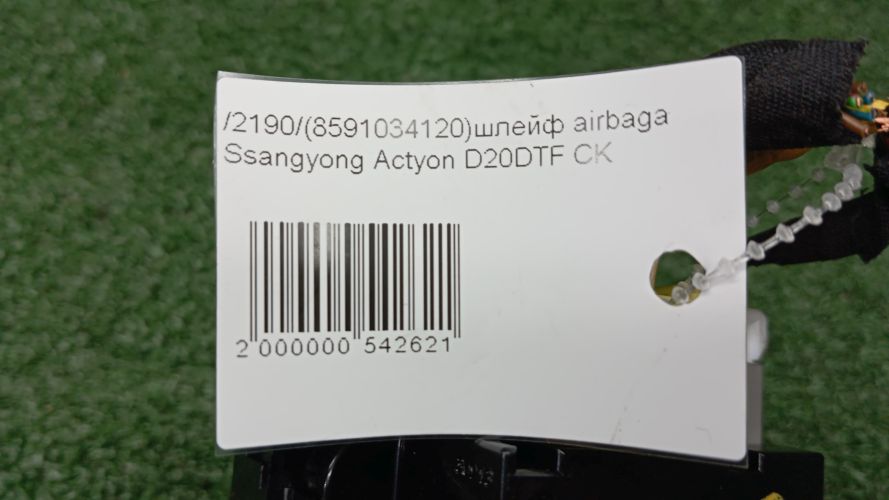 /2190/(8591034120)шлейф airbaga
Ssangyong Actyon D20DTF CK
2 000000 542621